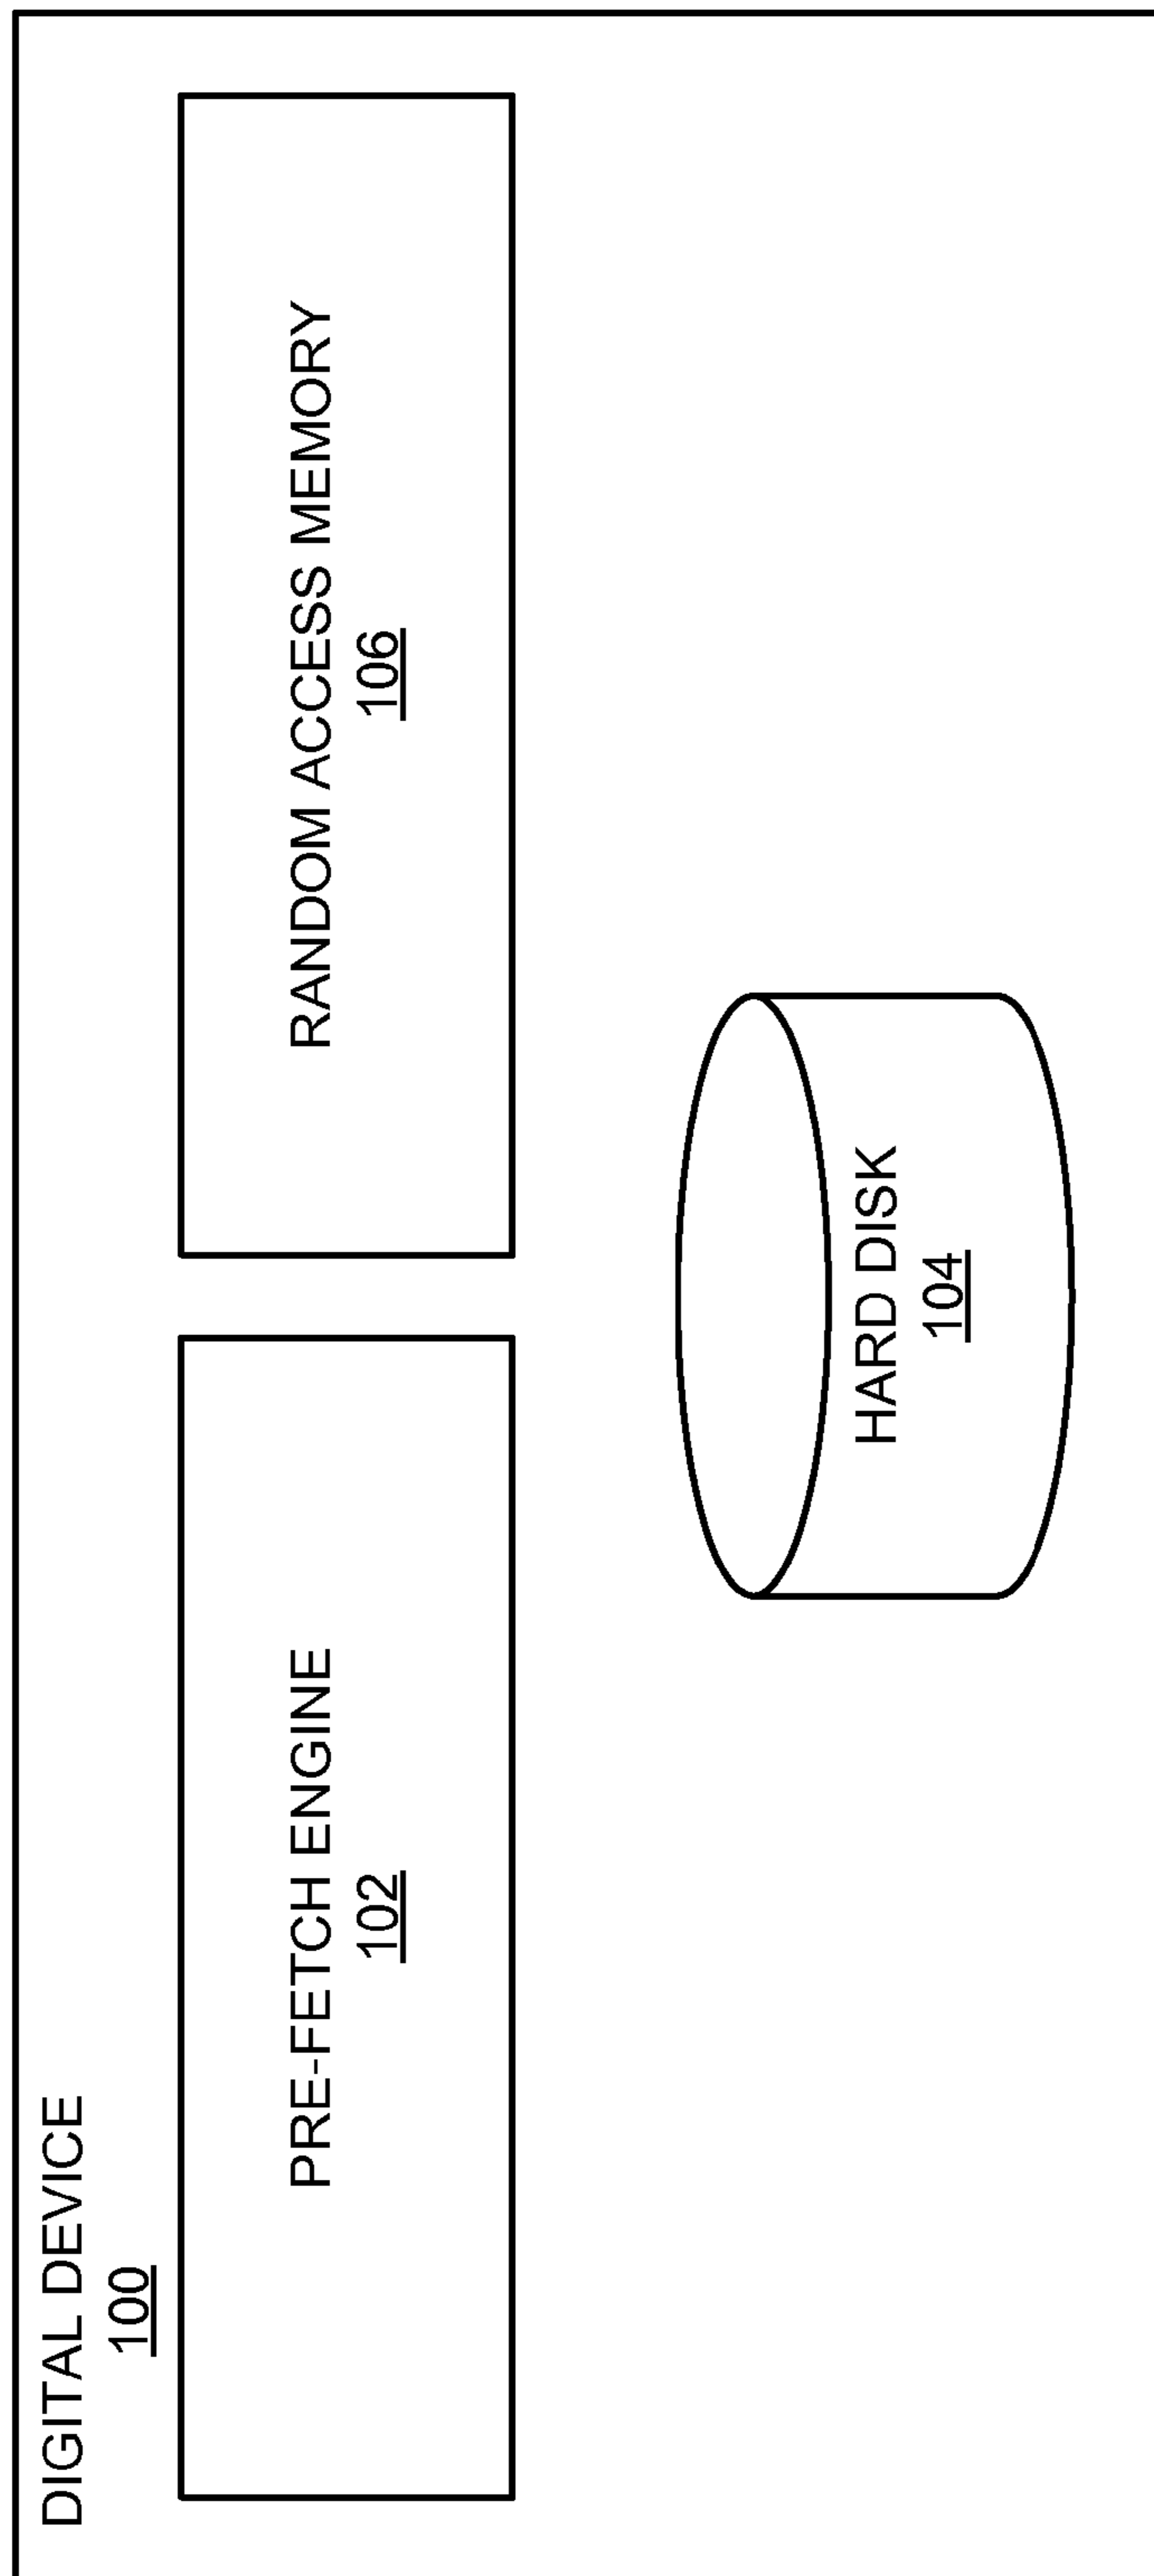 DIGITAL DEVICE
100
PRE-FETCH ENGINE
102
RANDOM ACCESS MEMORY
106
HARD DISK
104